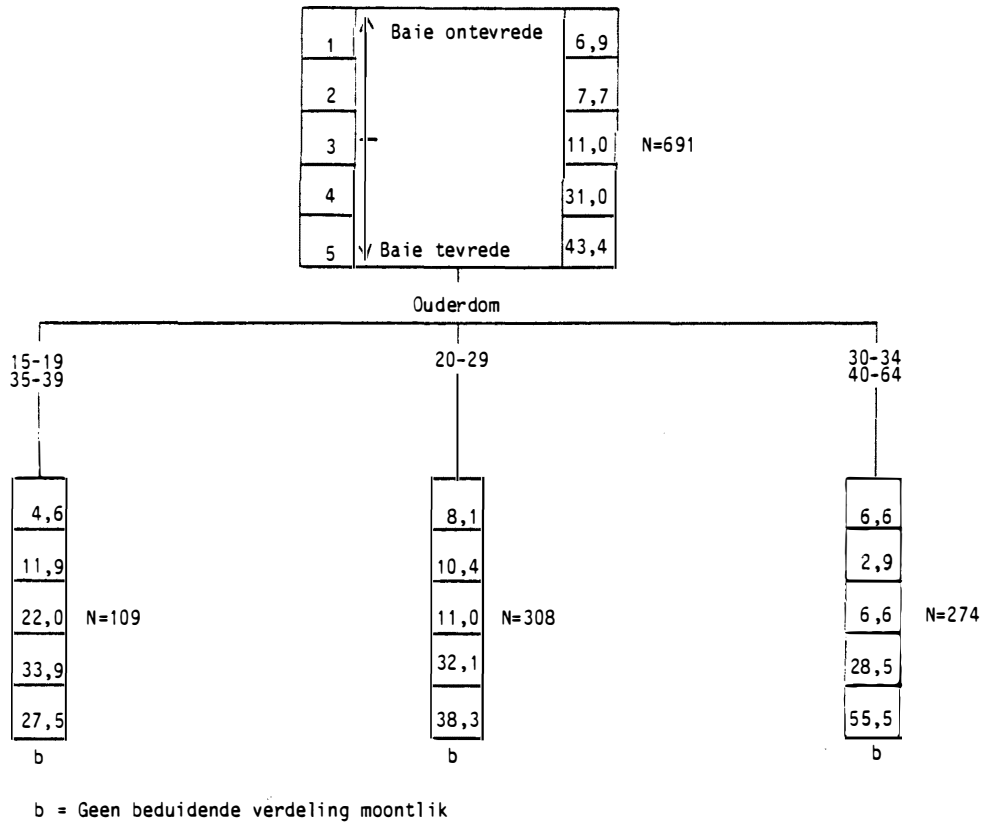 1 Baie ontevrede 6,9
2 7,7
3 11,0 N=691
4 31,0
5 Baie tevrede 43,4
Ouderdom
15-19
35-39
20-29
30-34
40-64
4,6
11,9
22,0 N=109
33,9
27,5
b
8,1
10,4
11,0 N=308
32,1
38,3
b
6,6
2,9
6,6 N=274
28,5
55,5
b
b = Geen beduidende verdeling moontlik